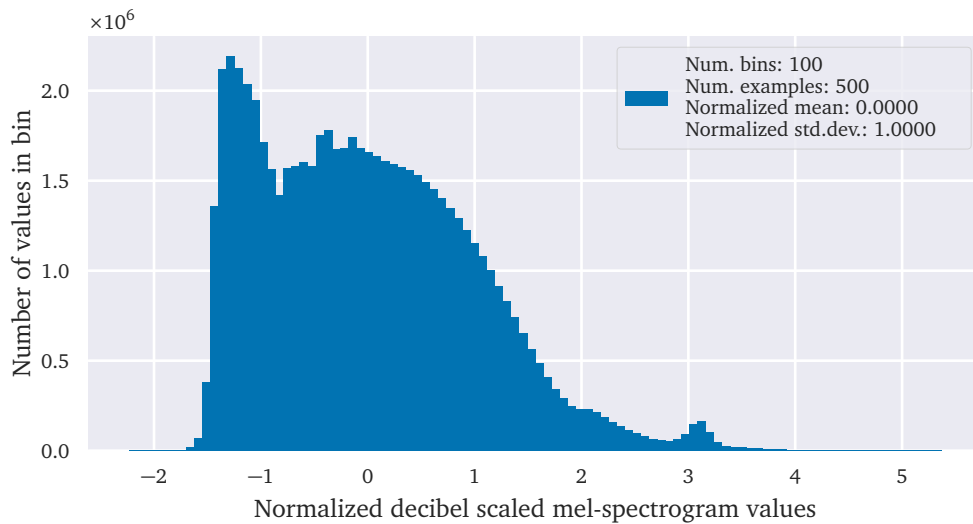 ×10⁶
Num. bins: 100
Num. examples: 500
Normalized mean: 0.0000
Normalized std.dev.: 1.0000
Number of values in bin
2.0
1.5
1.0
0.5
0.0
−2 −1 0 1 2 3 4 5
Normalized decibel scaled mel-spectrogram values